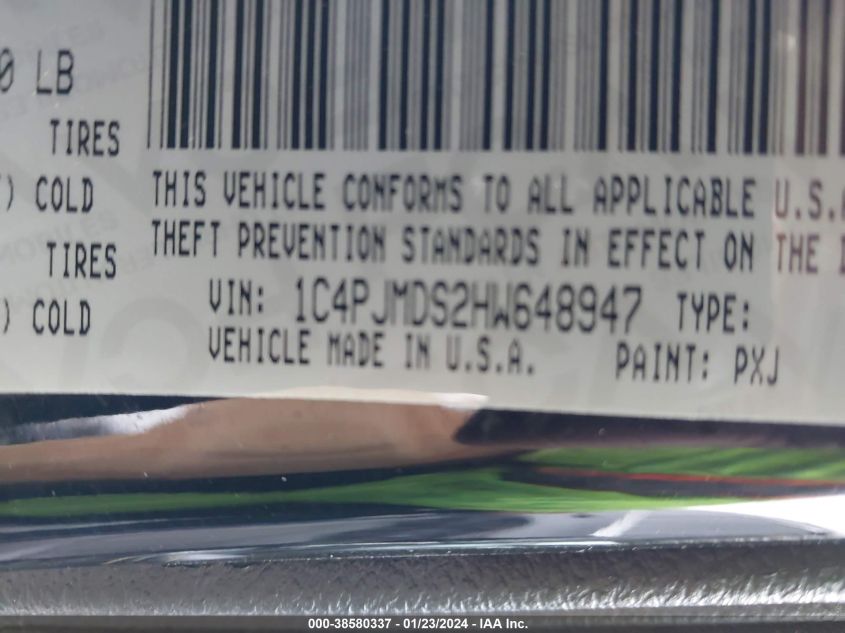 0 LB
TIRES
) COLD
TIRES
) COLD
THIS VEHICLE CONFORMS TO ALL APPLICABLE U.S.A
THEFT PREVENTION STANDARDS IN EFFECT ON THE D
VIN: 1C4PJMDS2HW648947 TYPE:
VEHICLE MADE IN U.S.A. PAINT: PXJ
000-38580337 - 01/23/2024 - IAA Inc.